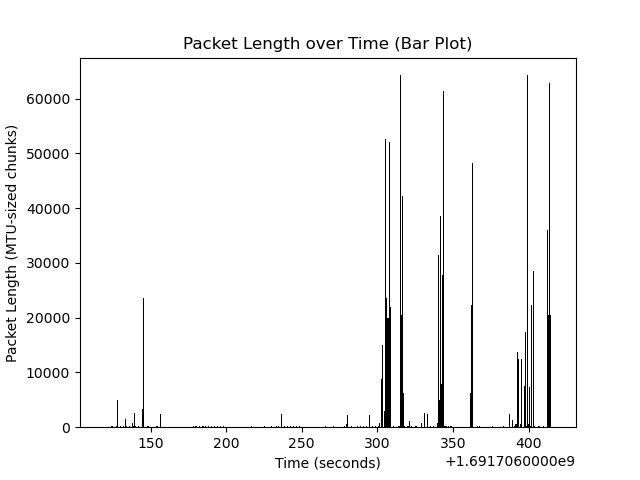 Packet Length over Time (Bar Plot)
Packet Length (MTU-sized chunks)
60000
50000
40000
30000
20000
10000
0
150 200 250 300 350 400
Time (seconds)
+1.6917060000e9